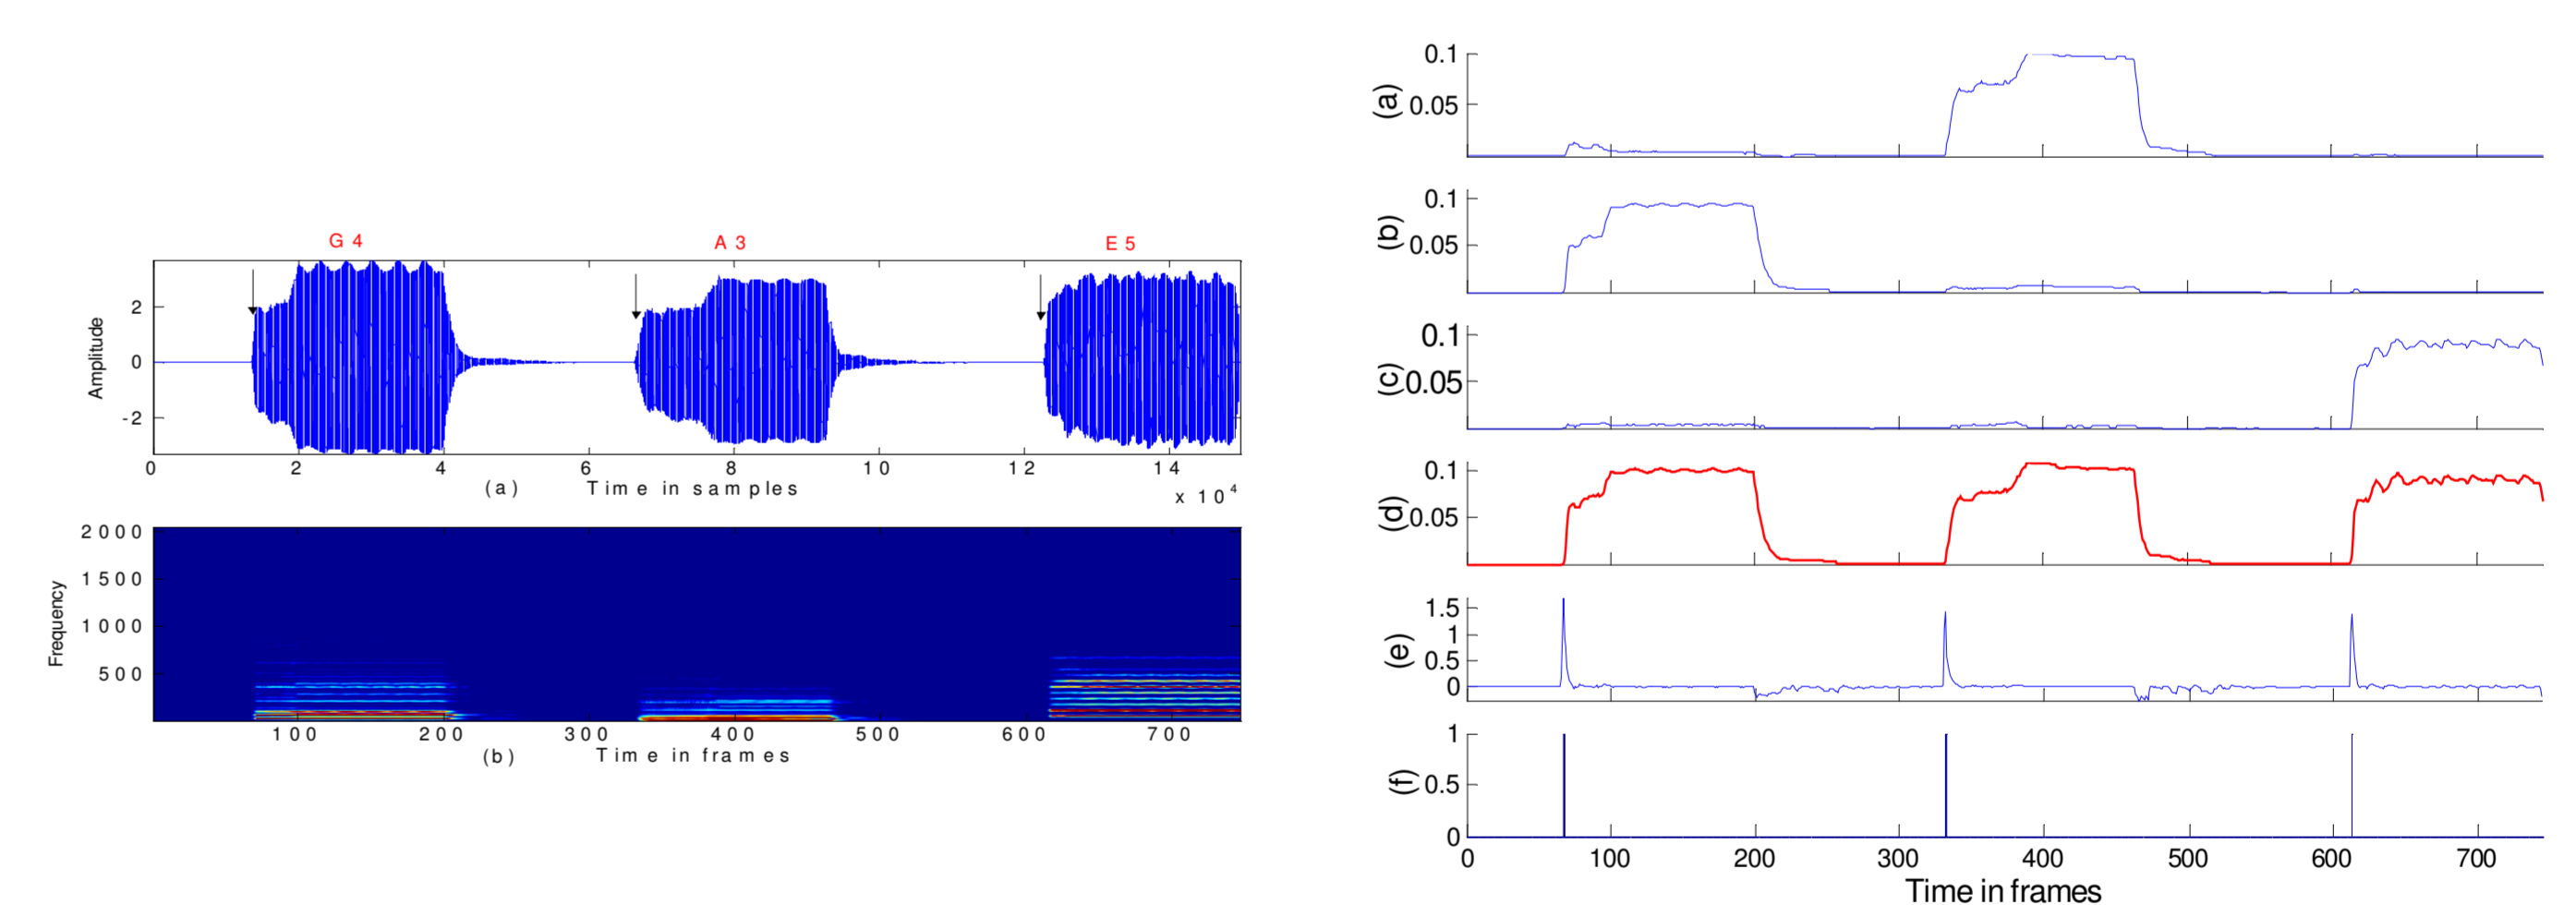 G 4 A 3 E 5
2
0
-2
Amplitude
0 2 4 6 8 10 12 14
(a) Time in samples
x 10^4
2000
1500
1000
500
Frequency
100 200 300 400 500 600 700
(b) Time in frames
0.1
(a)
0.05
0.1
(b)
0.05
0.1
(c)
0.05
0.1
(d)
0.05
1.5
1
(e)
0.5
0
1
(f)
0.5
0
0 100 200 300 400 500 600 700
Time in frames